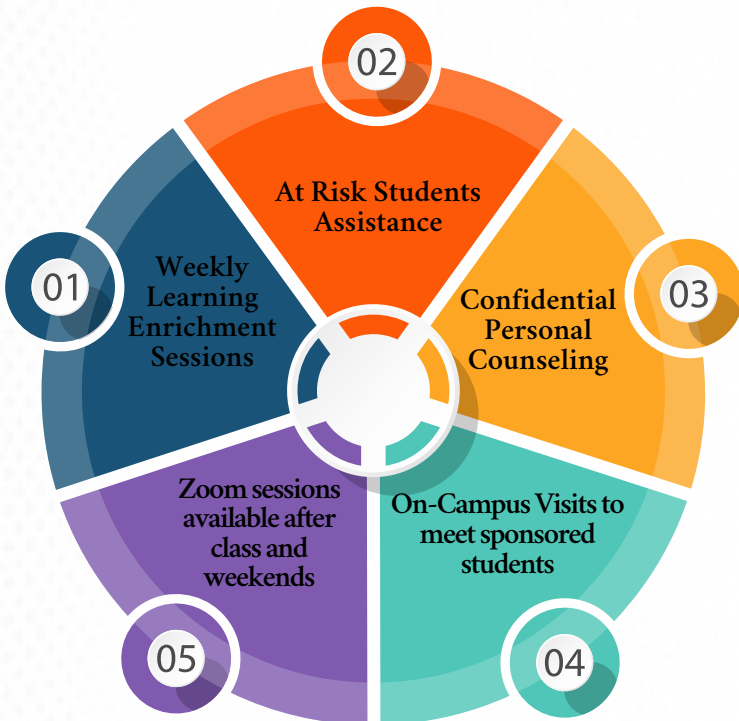 01
Weekly
Learning
Enrichment
Sessions
02
At Risk Students
Assistance
03
Confidential
Personal
Counseling
04
On-Campus Visits to
meet sponsored
students
05
Zoom sessions
available after
class and
weekends